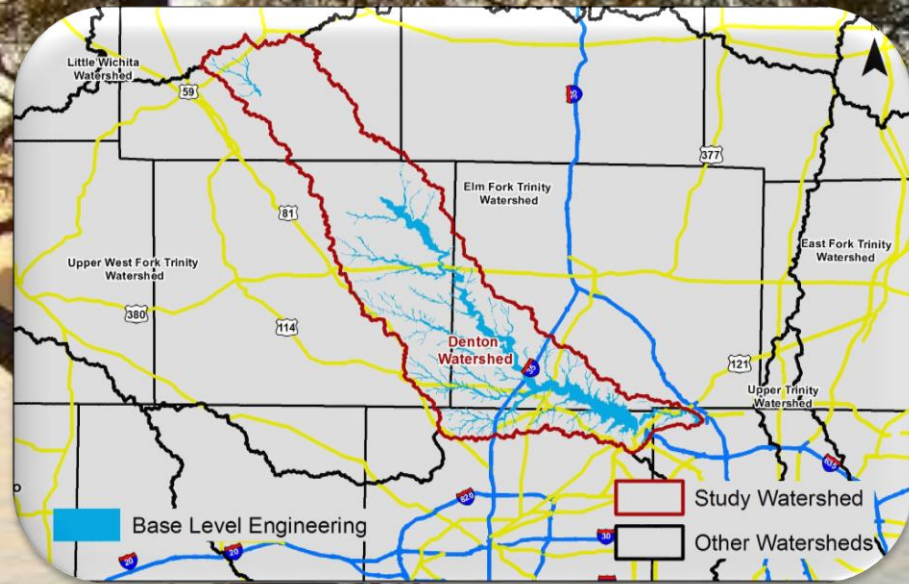 Little Wichita
Watershed
59
35
377
Elm Fork Trinity
Watershed
81
East Fork Trinity
Watershed
Upper West Fork Trinity
Watershed
380
114
Denton
Watershed
35
121
Upper Trinity
Watershed
635
Base Level Engineering
820
Study Watershed
30
Other Watersheds
20
20